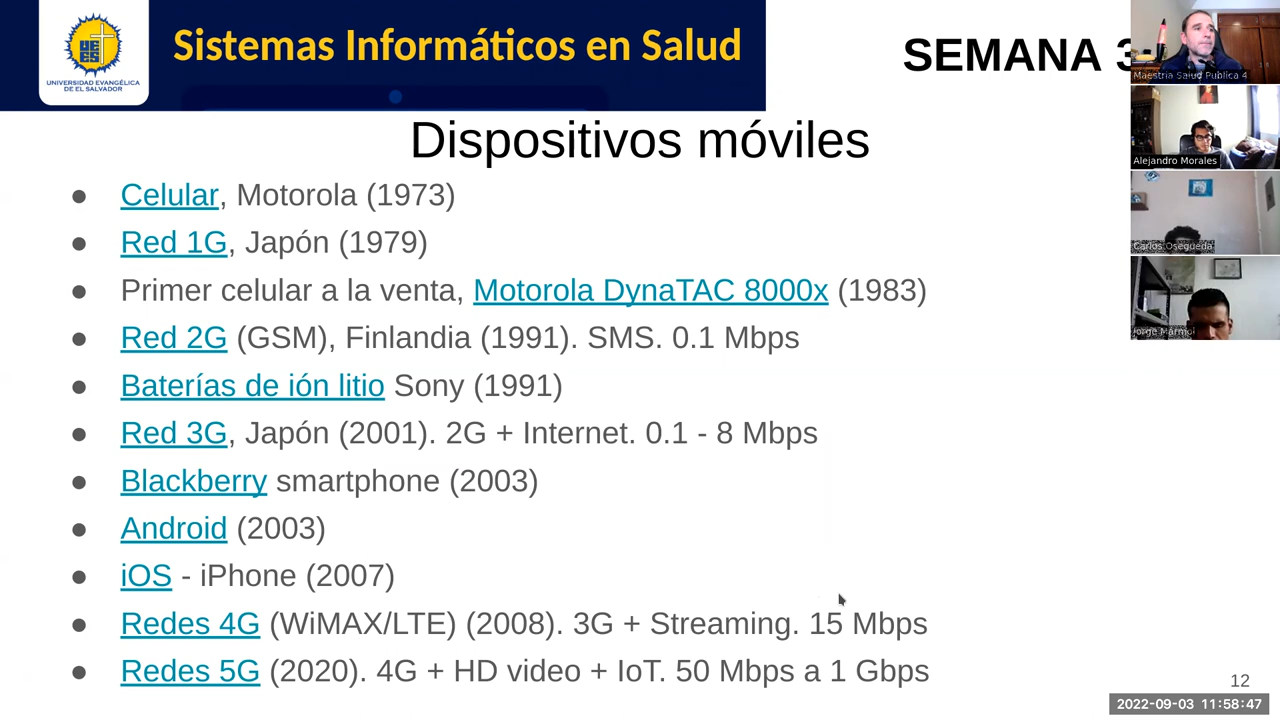 Sistemas Informáticos en Salud
UNIVERSIDAD EVANGÉLICA
DE EL SALVADOR
SEMANA 3
Maestría Salud Publica 4
Alejandro Morales
Carlos Osegueda
Jorge Mármol
Dispositivos móviles
● Celular, Motorola (1973)
● Red 1G, Japón (1979)
● Primer celular a la venta, Motorola DynaTAC 8000x (1983)
● Red 2G (GSM), Finlandia (1991). SMS. 0.1 Mbps
● Baterías de ión litio Sony (1991)
● Red 3G, Japón (2001). 2G + Internet. 0.1 - 8 Mbps
● Blackberry smartphone (2003)
● Android (2003)
● iOS - iPhone (2007)
● Redes 4G (WiMAX/LTE) (2008). 3G + Streaming. 15 Mbps
● Redes 5G (2020). 4G + HD video + IoT. 50 Mbps a 1 Gbps
12
2022-09-03 11:58:47